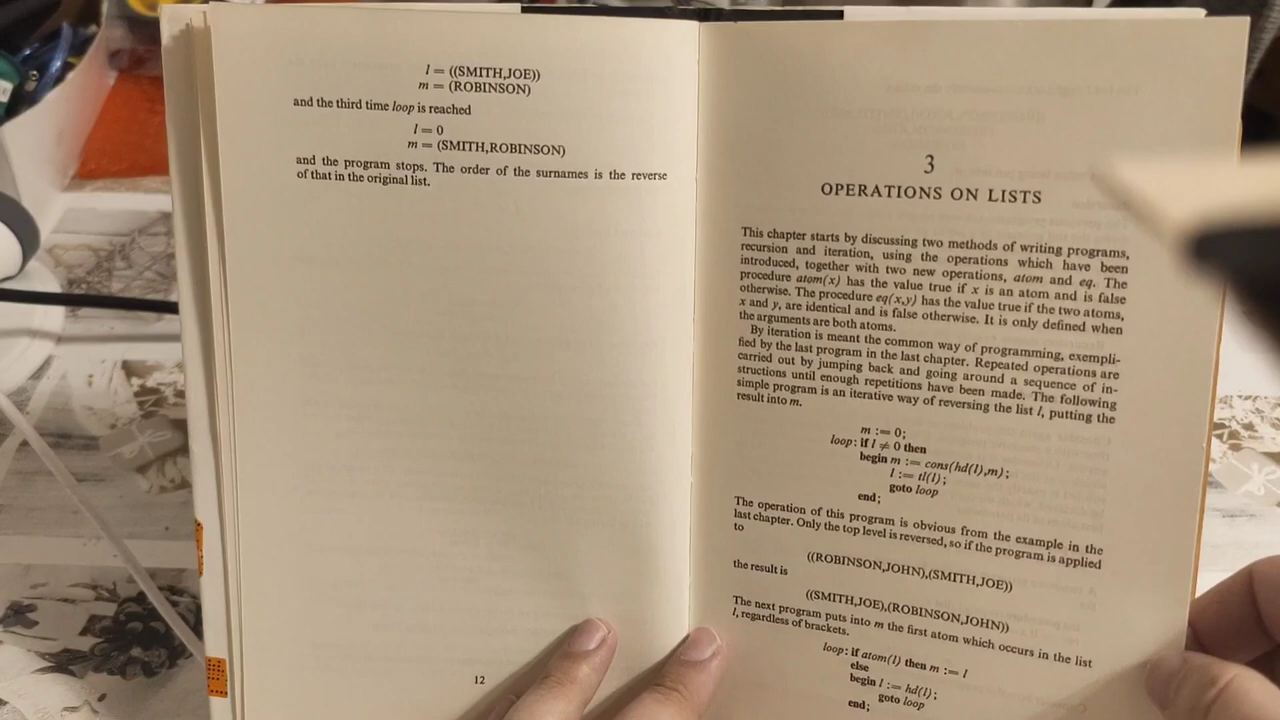 l = ((SMITH,JOE))
m = (ROBINSON)
and the third time loop is reached
l = 0
m = (SMITH,ROBINSON)
and the program stops. The order of the surnames is the reverse
of that in the original list.
12
3
OPERATIONS ON LISTS
This chapter starts by discussing two methods of writing programs,
recursion and iteration, using the operations which have been
introduced, together with two new operations, atom and eq. The
procedure atom(x) has the value true if x is an atom and is false
otherwise. The procedure eq(x,y) has the value true if the two atoms,
x and y, are identical and is false otherwise. It is only defined when
the arguments are both atoms.
By iteration is meant the common way of programming, exempli-
fied by the last program in the last chapter. Repeated operations are
carried out by jumping back and going around a sequence of in-
structions until enough repetitions have been made. The following
simple program is an iterative way of reversing the list l, putting the
result into m.
m := 0;
loop: if l ≠ 0 then
begin m := cons(hd(l),m);
l := tl(l);
goto loop
end;
The operation of this program is obvious from the example in the
last chapter. Only the top level is reversed, so if the program is applied
to
((ROBINSON,JOHN),(SMITH,JOE))
the result is
((SMITH,JOE),(ROBINSON,JOHN))
The next program puts into m the first atom which occurs in the list
l, regardless of brackets.
loop: if atom(l) then m := l
else
begin l := hd(l);
goto loop
end;